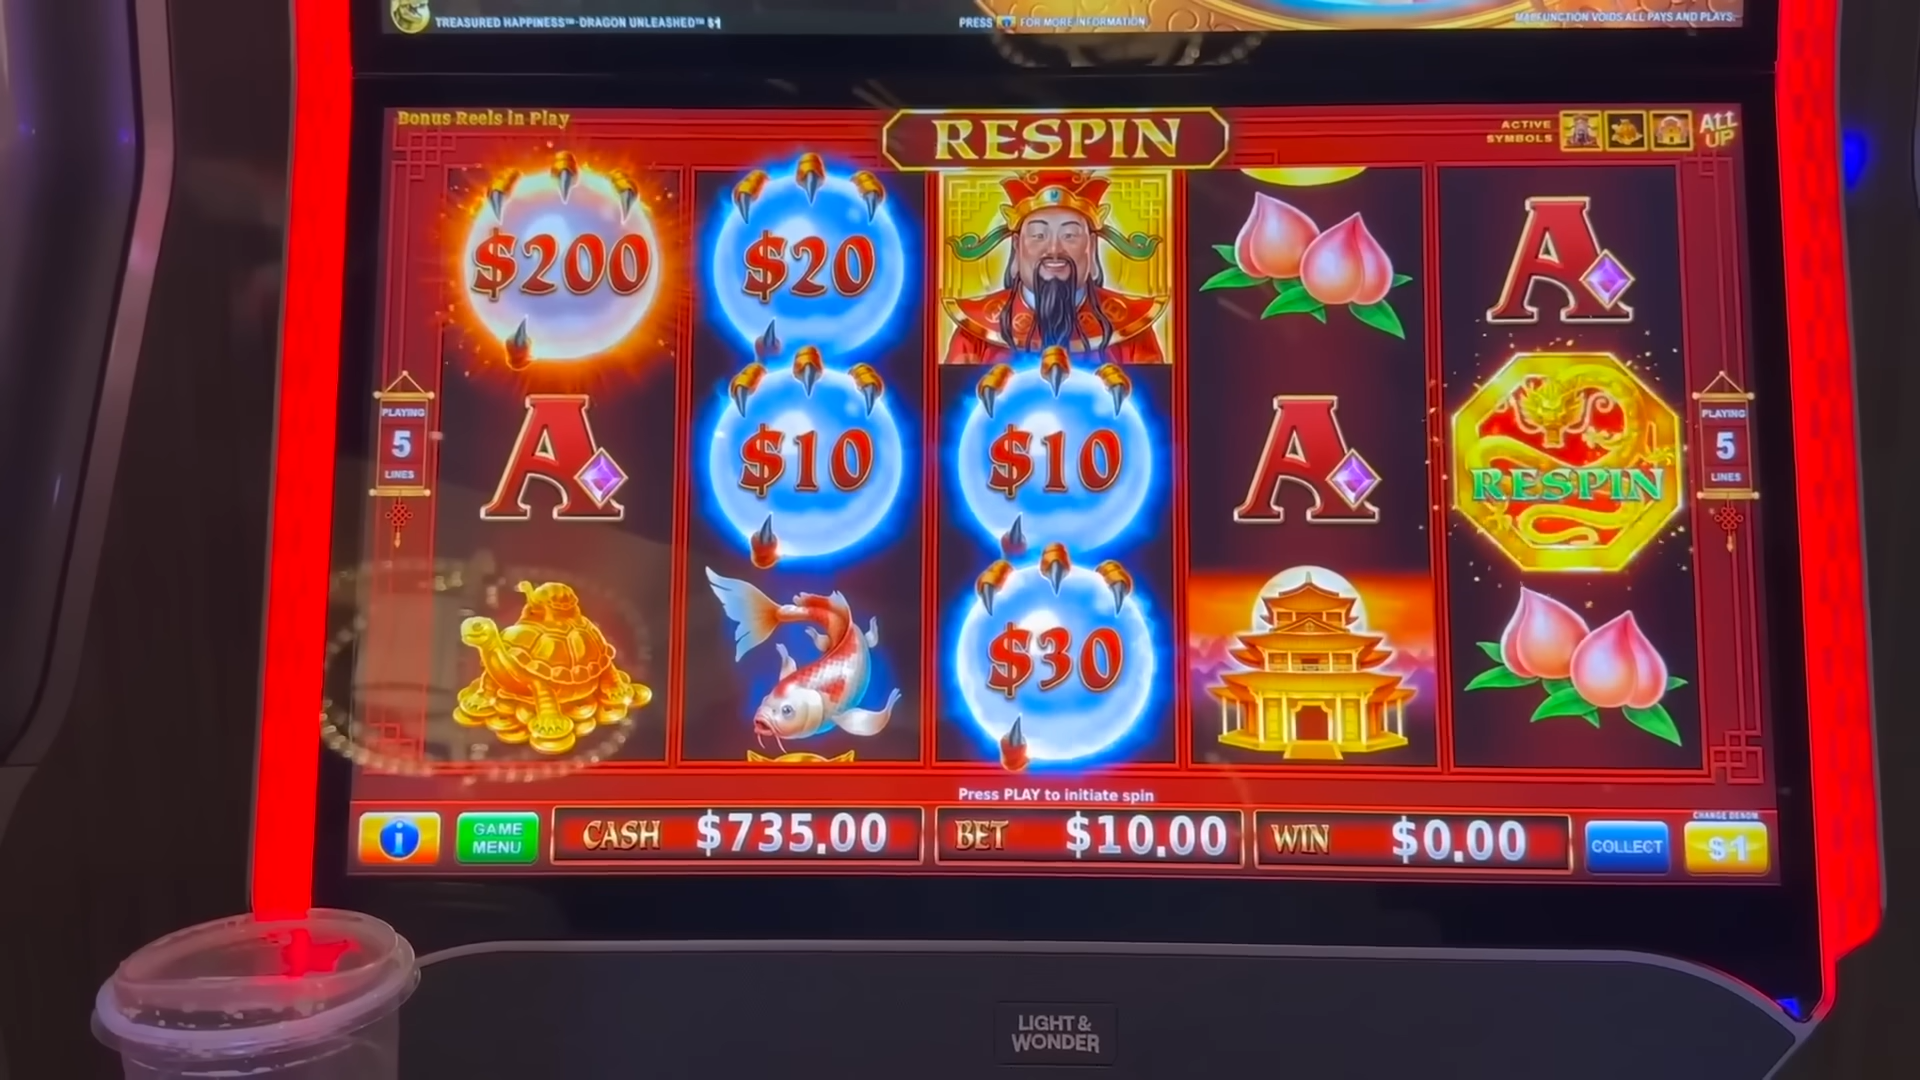 TREASURED HAPPINESS™ - DRAGON UNLEASHED™ $1
PRESS i FOR MORE INFORMATION
MALFUNCTION VOIDS ALL PAYS AND PLAYS.
Bonus Reels In Play
RESPIN
ACTIVE
SYMBOLS
ALL
UP
$200
$20
A
PLAYING
5
LINES
A
$10
$10
A
RESPIN
PLAYING
5
LINES
$30
Press PLAY to initiate spin
i
GAME
MENU
CASH $735.00
BET $10.00
WIN $0.00
COLLECT
CHANGE DENOM
$1
LIGHT &
WONDER